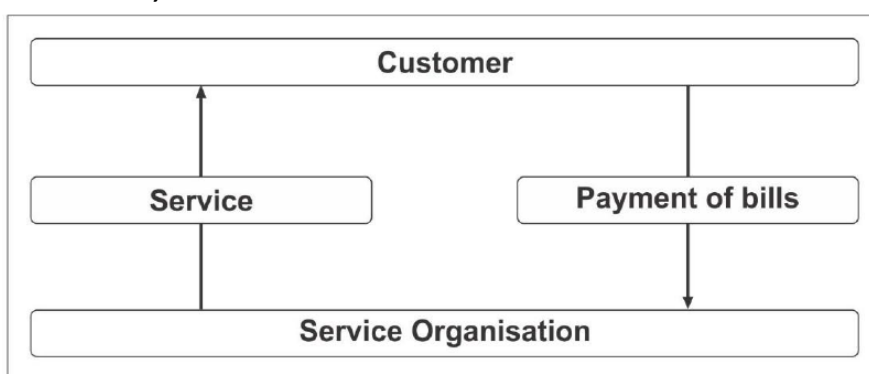 Customer
Service
Payment of bills
Service Organisation